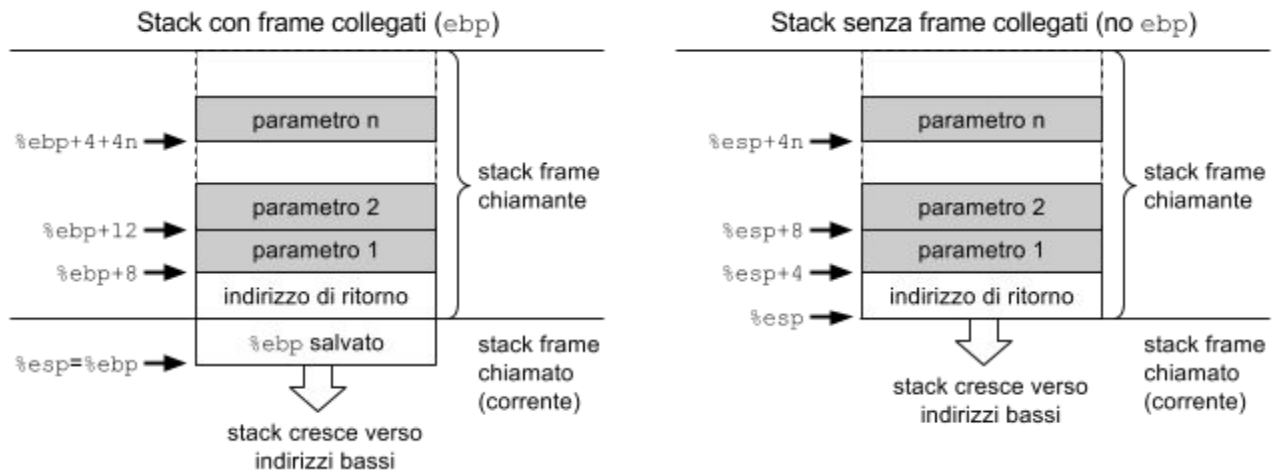 Stack con frame collegati (ebp)
parametro n
%ebp+4+4n
stack frame
chiamante
parametro 2
%ebp+12
parametro 1
%ebp+8
indirizzo di ritorno
%ebp salvato
%esp=%ebp
stack frame
chiamato
(corrente)
stack cresce verso
indirizzi bassi
Stack senza frame collegati (no ebp)
parametro n
%esp+4n
stack frame
chiamante
parametro 2
%esp+8
parametro 1
%esp+4
indirizzo di ritorno
%esp
stack frame
chiamato
(corrente)
stack cresce verso
indirizzi bassi